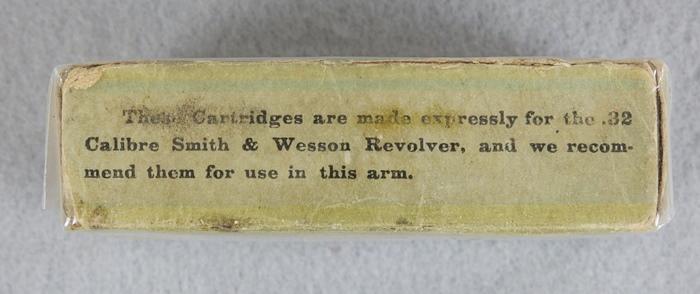 These Cartridges are made expressly for the .32
Calibre Smith & Wesson Revolver, and we recom-
mend them for use in this arm.